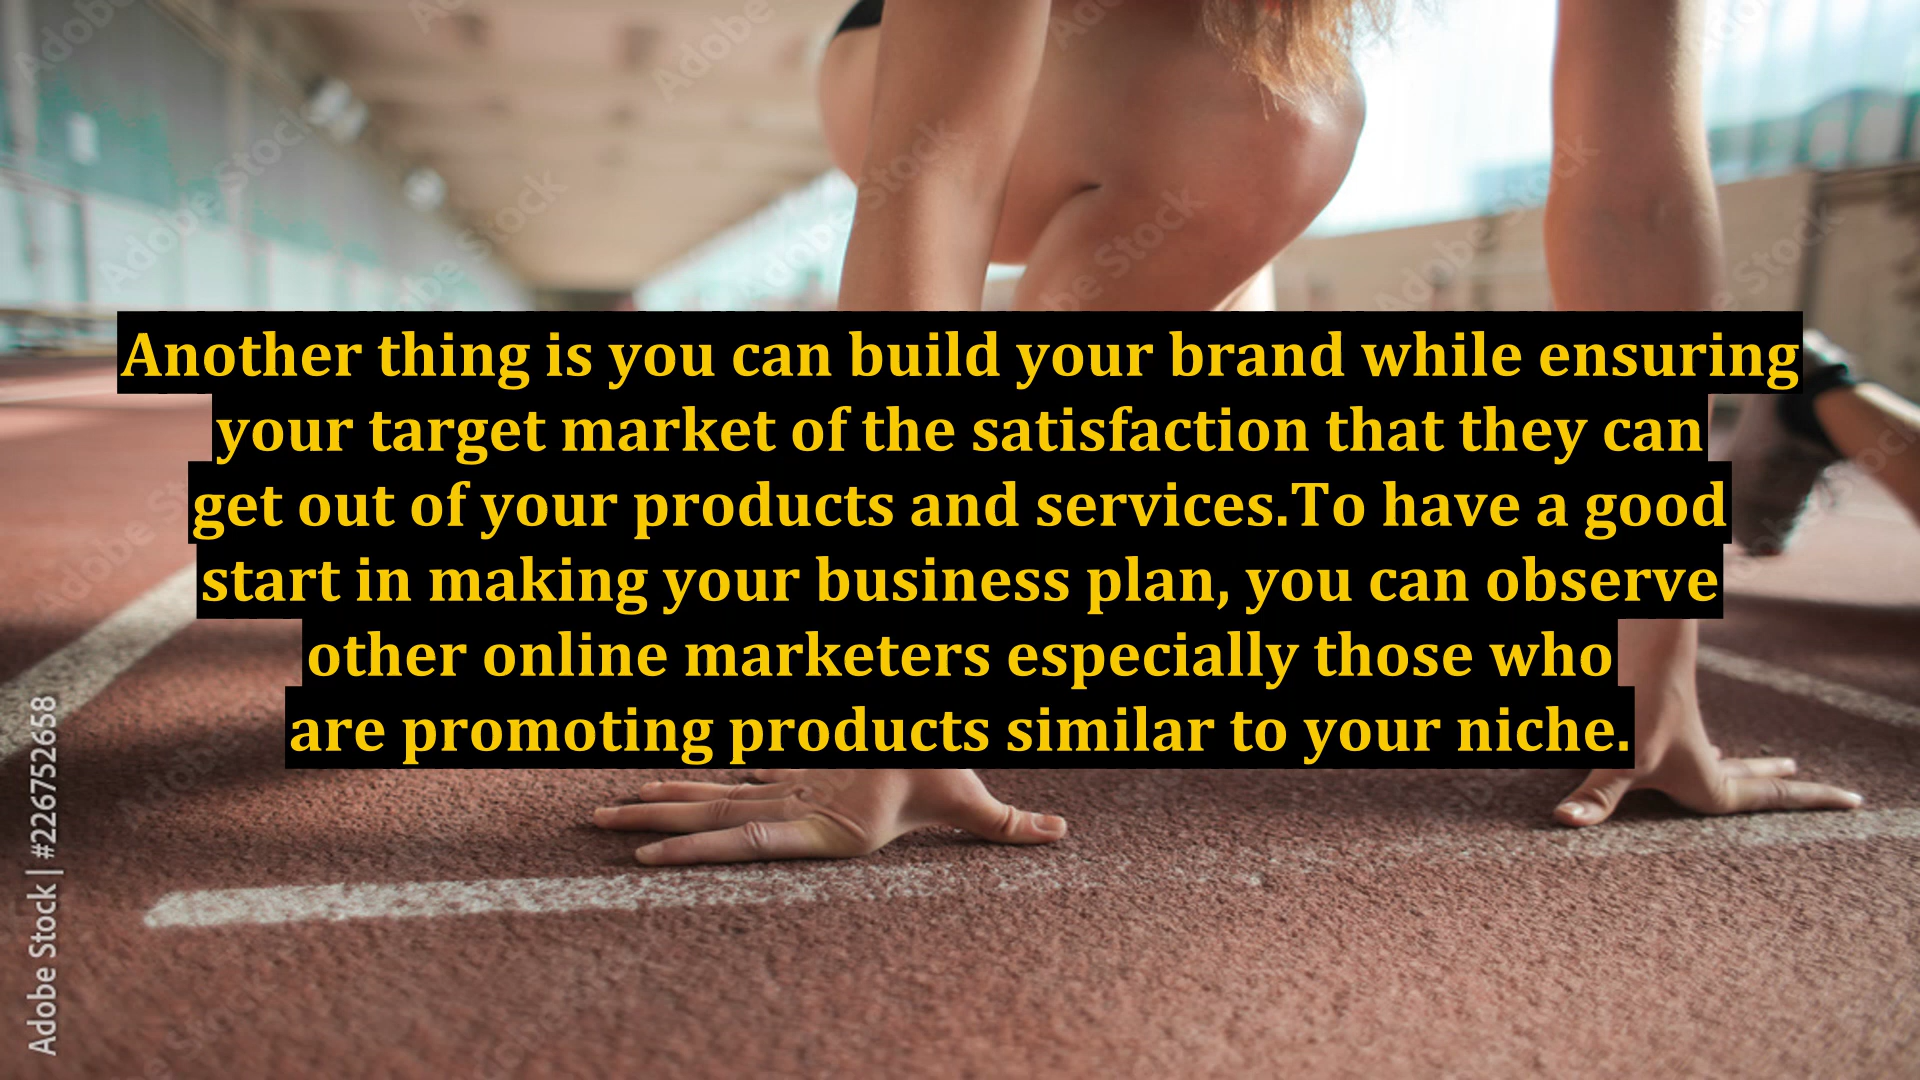 Another thing is you can build your brand while ensuring
your target market of the satisfaction that they can
get out of your products and services.To have a good
start in making your business plan, you can observe
other online marketers especially those who
are promoting products similar to your niche.
Adobe Stock | #226752658